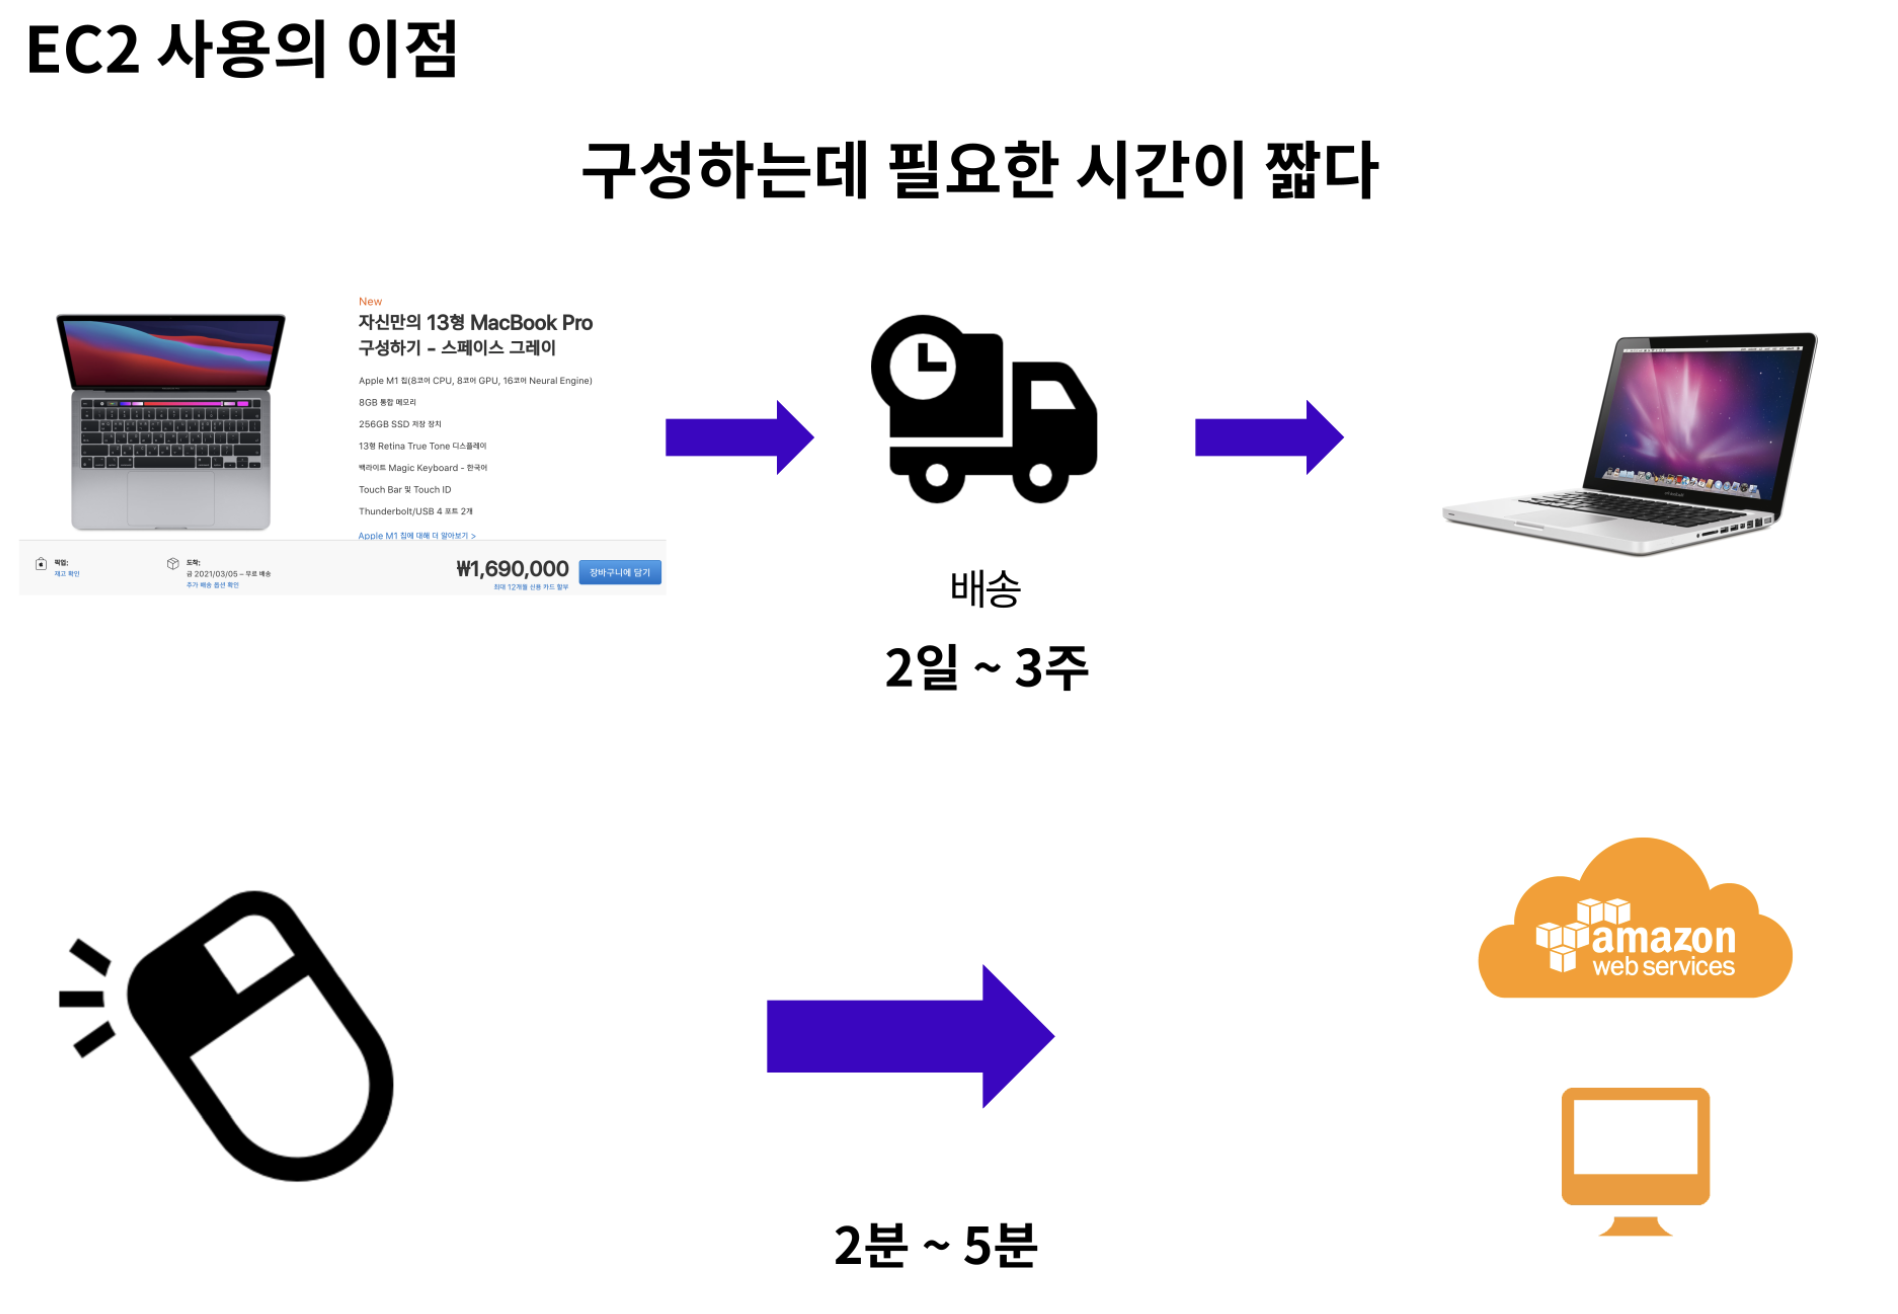 EC2 사용의 이점
구성하는데 필요한 시간이 짧다
New
자신만의 13형 MacBook Pro
구성하기 – 스페이스 그레이
Apple M1 칩(8코어 CPU, 8코어 GPU, 16코어 Neural Engine)
8GB 통합 메모리
256GB SSD 저장 장치
13형 Retina True Tone 디스플레이
백라이트 Magic Keyboard - 한국어
Touch Bar 및 Touch ID
Thunderbolt/USB 4 포트 2개
Apple M1 칩에 대해 더 알아보기 >
픽업:
재고 확인
도착:
금 2021/03/05 – 무료 배송
추가 배송 옵션 확인
₩1,690,000
최대 12개월 신용 카드 할부
장바구니에 담기
배송
2일 ~ 3주
amazon
web services
2분 ~ 5분